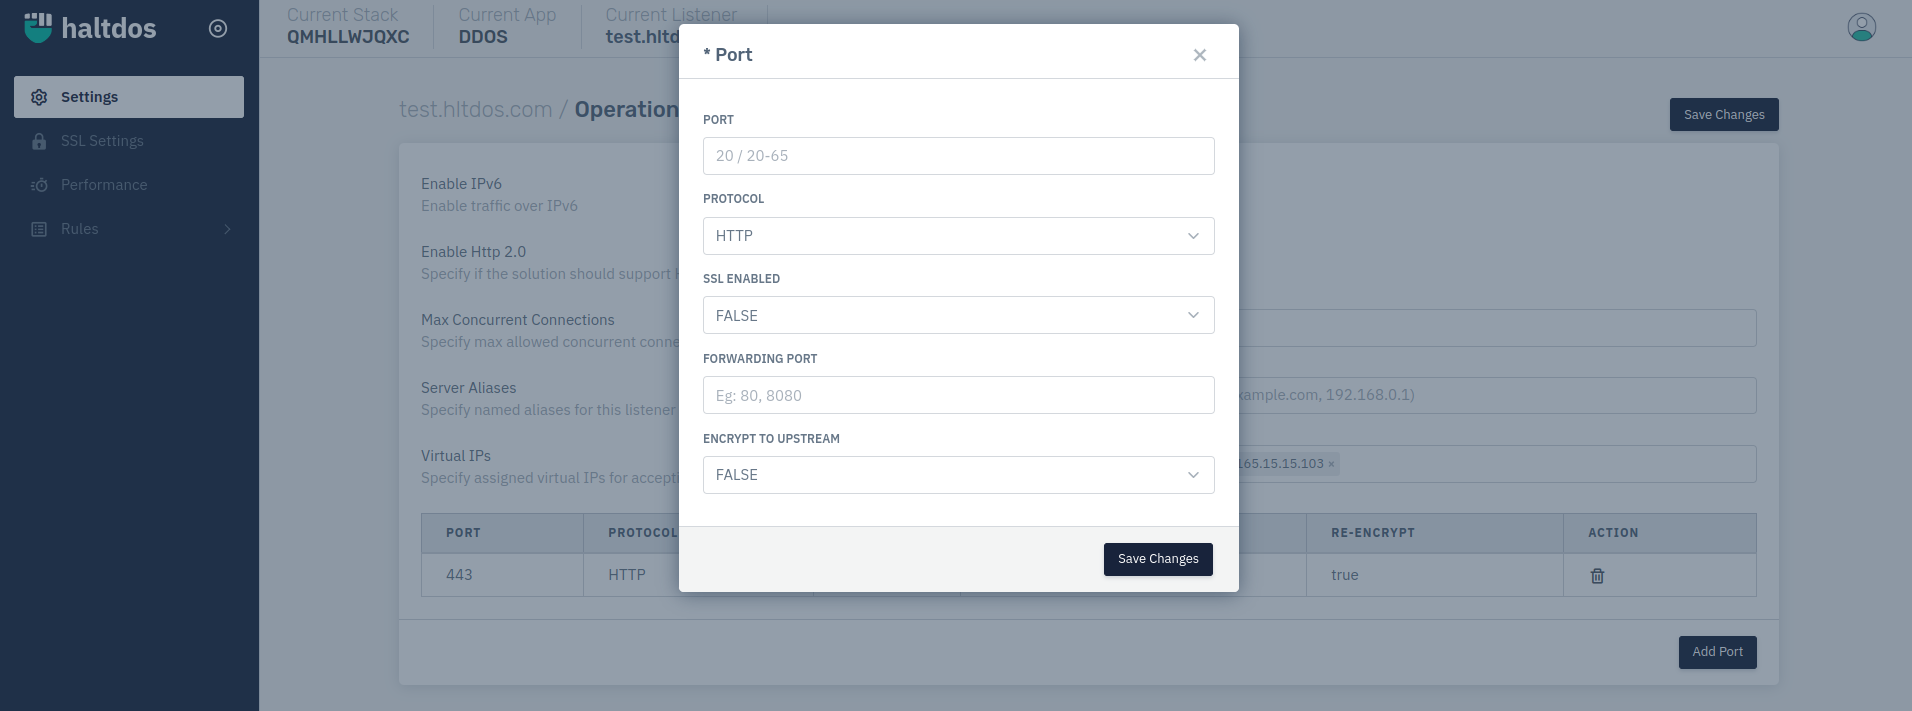 haltdos
Current Stack
QMHLLWJQXC
Current App
DDOS
Current Listener
test.hltd
Settings
SSL Settings
Performance
Rules
test.hltdos.com / Operation
Save Changes
Enable IPv6
Enable traffic over IPv6
Enable Http 2.0
Specify if the solution should support
Max Concurrent Connections
Specify max allowed concurrent conne
Server Aliases
Specify named aliases for this listener
xample.com, 192.168.0.1)
Virtual IPs
Specify assigned virtual IPs for accepti
165.15.15.103 ×
PORT PROTOCOL RE-ENCRYPT ACTION
443 HTTP true
Add Port
* Port
PORT
20 / 20-65
PROTOCOL
HTTP
SSL ENABLED
FALSE
FORWARDING PORT
Eg: 80, 8080
ENCRYPT TO UPSTREAM
FALSE
Save Changes